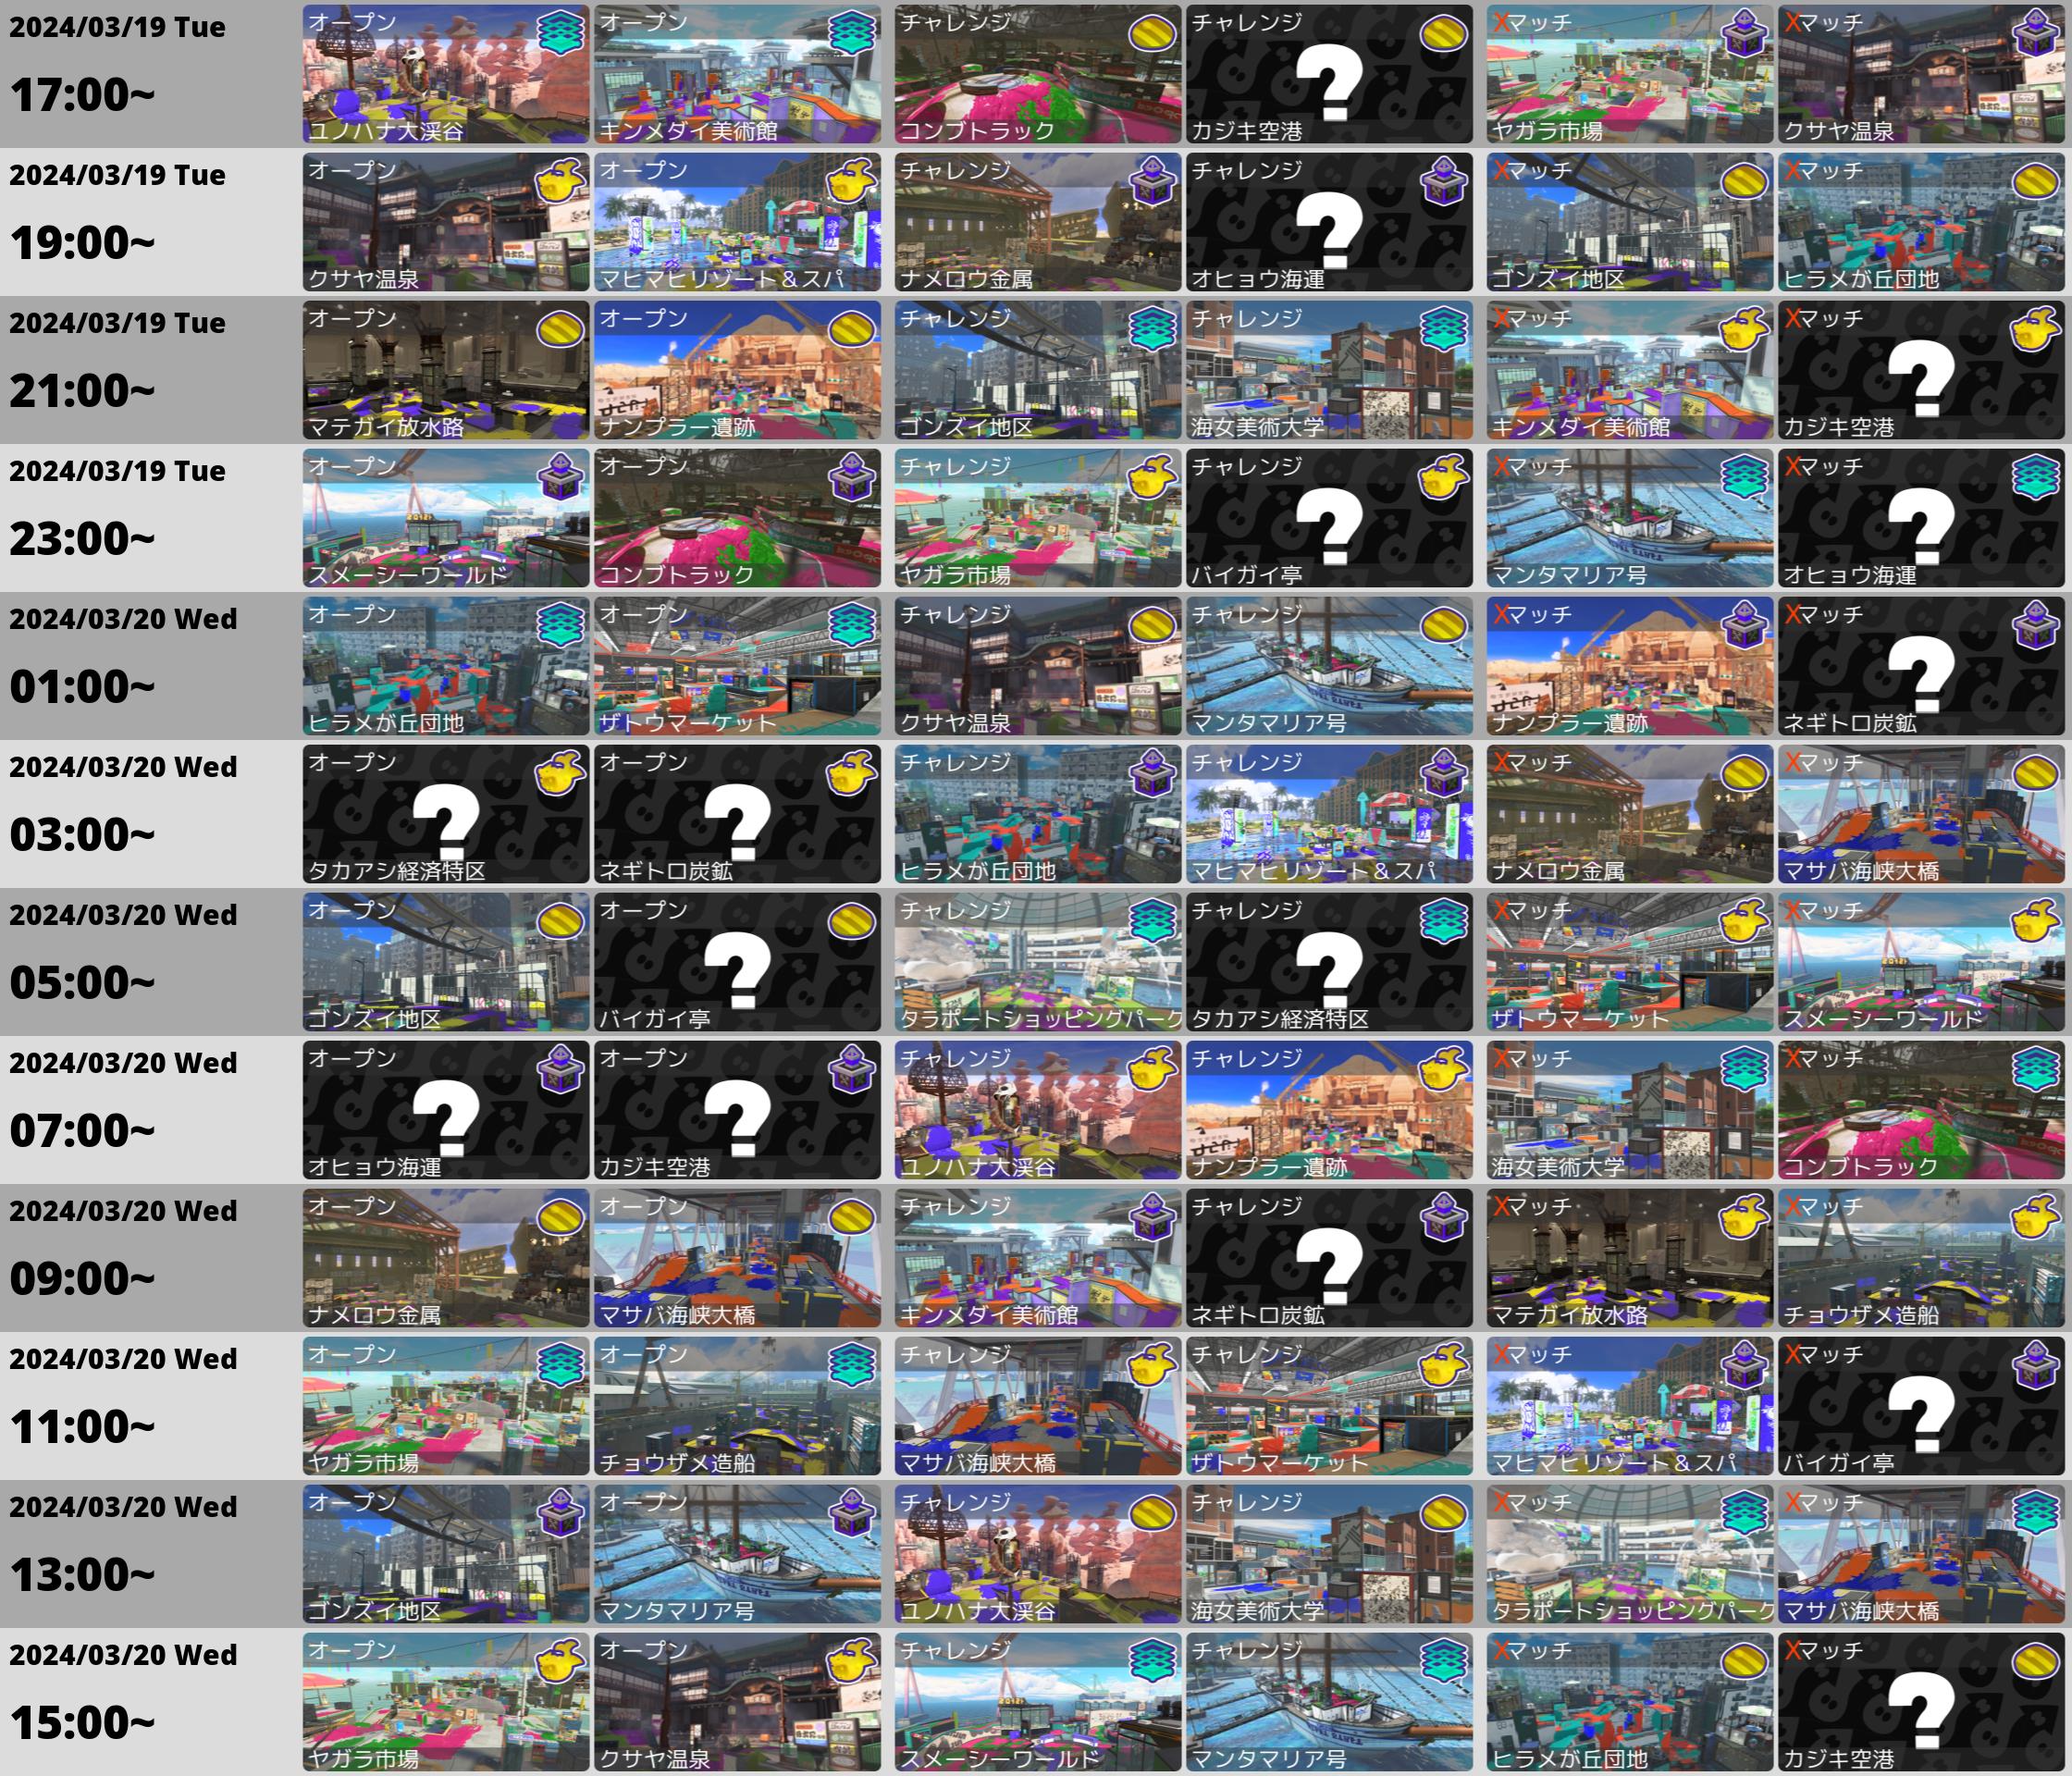 2024/03/19 Tue
17:00~
オープン
オープン
チャレンジ
チャレンジ
Xマッチ
Xマッチ
ユノハナ大渓谷
キンメダイ美術館
コンブトラック
カジキ空港
ヤガラ市場
クサヤ温泉
2024/03/19 Tue
19:00~
オープン
オープン
チャレンジ
チャレンジ
Xマッチ
Xマッチ
クサヤ温泉
マヒマヒリゾート＆スパ
ナメロウ金属
オヒョウ海運
ゴンズイ地区
ヒラメが丘団地
2024/03/19 Tue
21:00~
オープン
オープン
チャレンジ
チャレンジ
Xマッチ
Xマッチ
マテガイ放水路
ナンプラー遺跡
ゴンズイ地区
海女美術大学
キンメダイ美術館
カジキ空港
2024/03/19 Tue
23:00~
オープン
オープン
チャレンジ
チャレンジ
Xマッチ
Xマッチ
スメーシーワールド
コンブトラック
ヤガラ市場
バイガイ亭
マンタマリア号
オヒョウ海運
2024/03/20 Wed
01:00~
オープン
オープン
チャレンジ
チャレンジ
Xマッチ
Xマッチ
ヒラメが丘団地
ザトウマーケット
クサヤ温泉
マンタマリア号
ナンプラー遺跡
ネギトロ炭鉱
2024/03/20 Wed
03:00~
オープン
オープン
チャレンジ
チャレンジ
Xマッチ
Xマッチ
タカアシ経済特区
ネギトロ炭鉱
ヒラメが丘団地
マヒマヒリゾート＆スパ
ナメロウ金属
マサバ海峡大橋
2024/03/20 Wed
05:00~
オープン
オープン
チャレンジ
チャレンジ
Xマッチ
Xマッチ
ゴンズイ地区
バイガイ亭
タラポートショッピングパーク
タカアシ経済特区
ザトウマーケット
スメーシーワールド
2024/03/20 Wed
07:00~
オープン
オープン
チャレンジ
チャレンジ
Xマッチ
Xマッチ
オヒョウ海運
カジキ空港
ユノハナ大渓谷
ナンプラー遺跡
海女美術大学
コンブトラック
2024/03/20 Wed
09:00~
オープン
オープン
チャレンジ
チャレンジ
Xマッチ
Xマッチ
ナメロウ金属
マサバ海峡大橋
キンメダイ美術館
ネギトロ炭鉱
マテガイ放水路
チョウザメ造船
2024/03/20 Wed
11:00~
オープン
オープン
チャレンジ
チャレンジ
Xマッチ
Xマッチ
ヤガラ市場
チョウザメ造船
マサバ海峡大橋
ザトウマーケット
マヒマヒリゾート＆スパ
バイガイ亭
2024/03/20 Wed
13:00~
オープン
オープン
チャレンジ
チャレンジ
Xマッチ
Xマッチ
ゴンズイ地区
マンタマリア号
ユノハナ大渓谷
海女美術大学
タラポートショッピングパーク
マサバ海峡大橋
2024/03/20 Wed
15:00~
オープン
オープン
チャレンジ
チャレンジ
Xマッチ
Xマッチ
ヤガラ市場
クサヤ温泉
スメーシーワールド
マンタマリア号
ヒラメが丘団地
カジキ空港